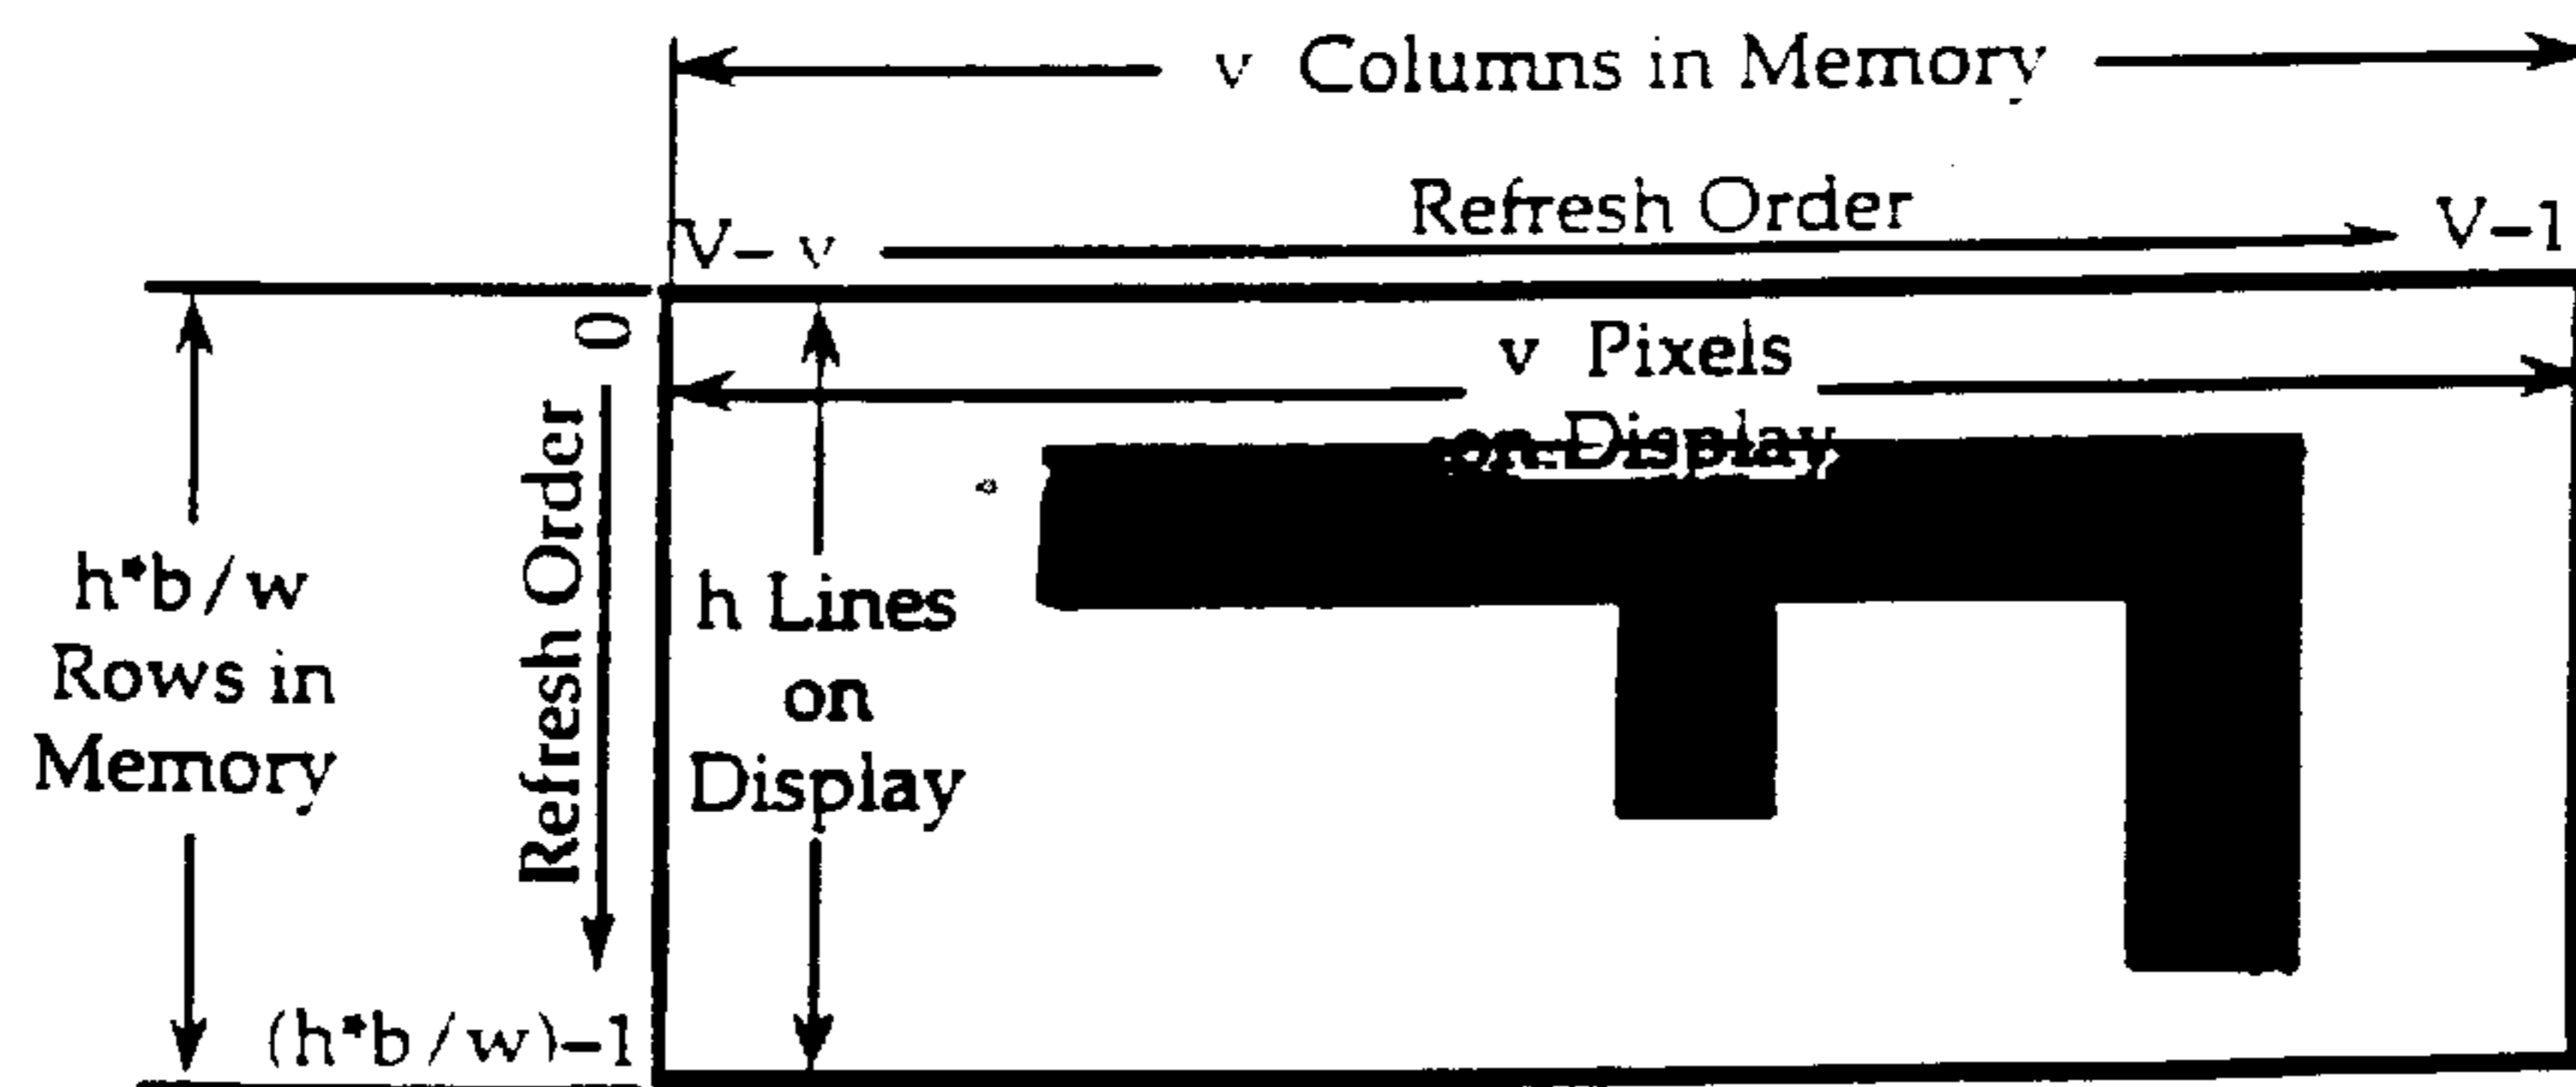 v Columns in Memory
Refresh Order
V– v
V–1
0
v Pixels
on Display
Refresh Order
h*b/w
Rows in
Memory
h Lines
on
Display
(h*b/w)–1